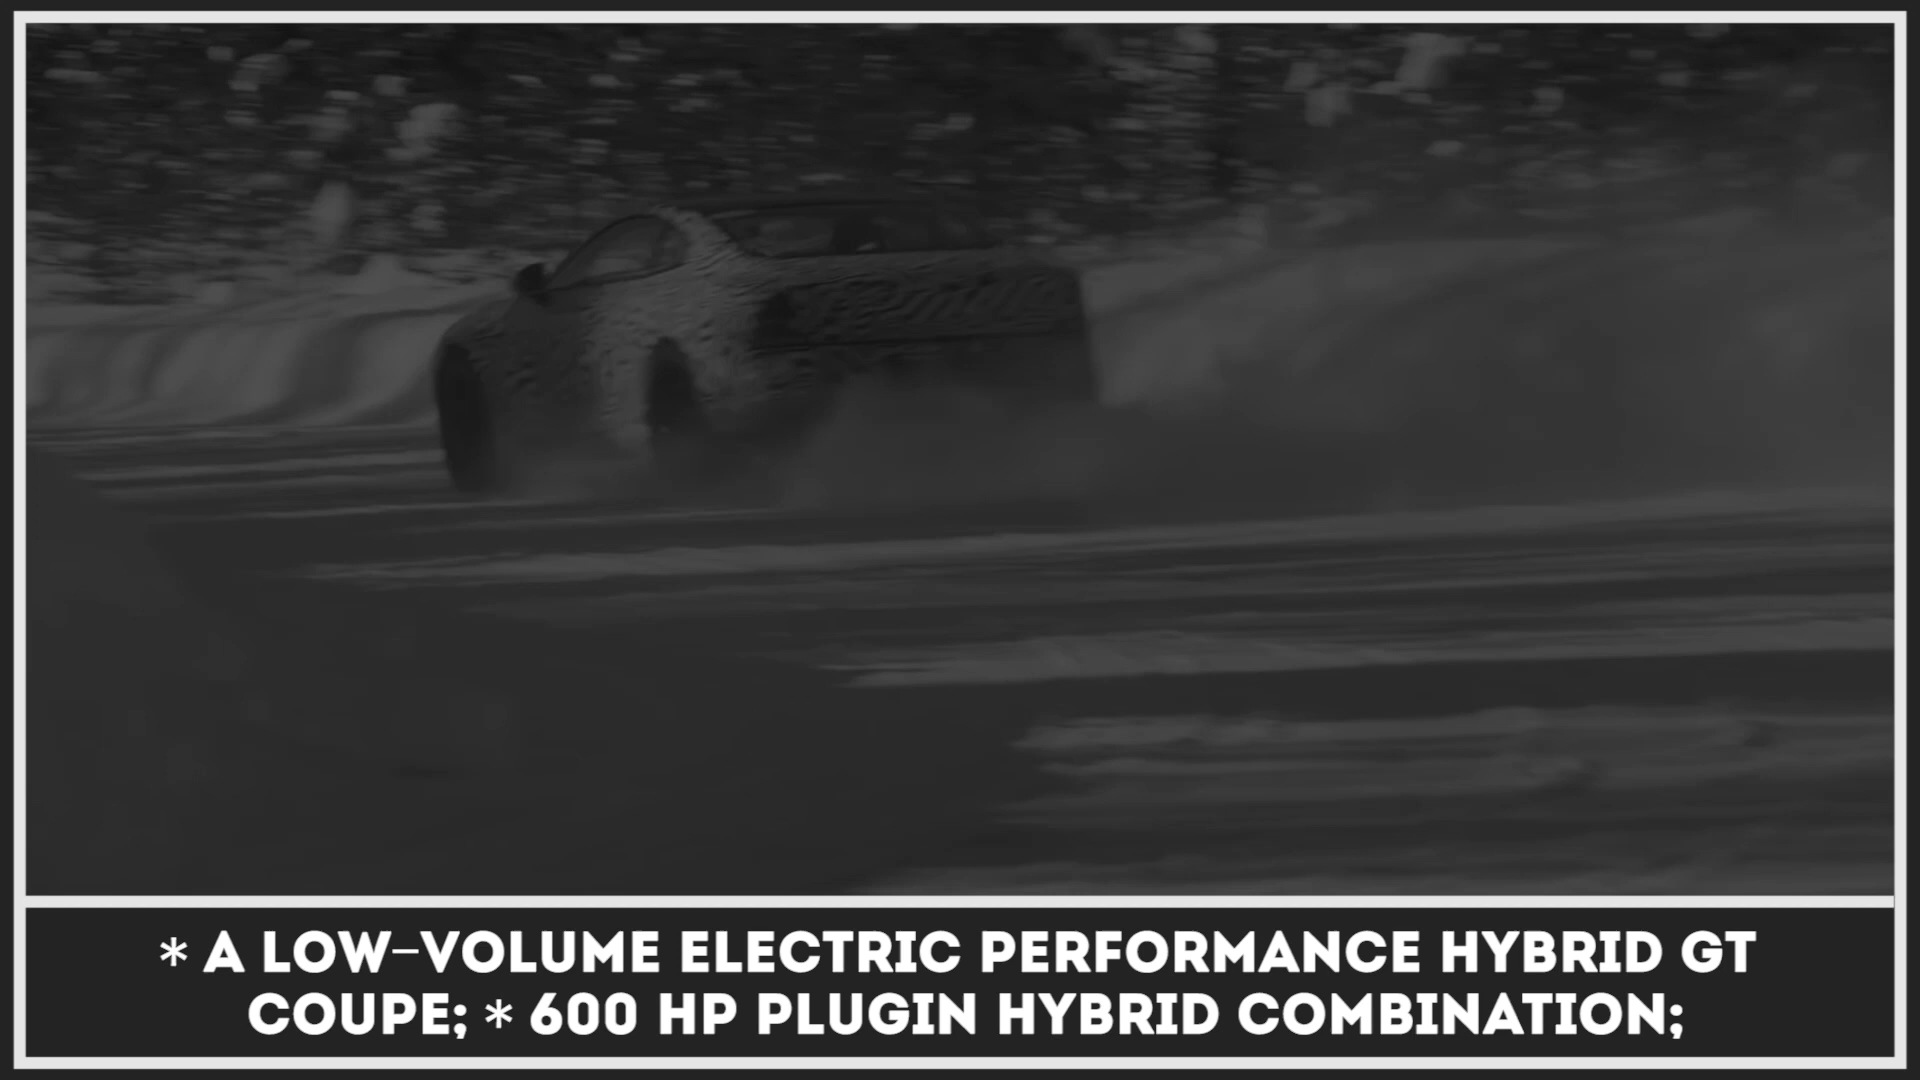 * A LOW–VOLUME ELECTRIC PERFORMANCE HYBRID GT
COUPE; * 600 HP PLUGIN HYBRID COMBINATION;